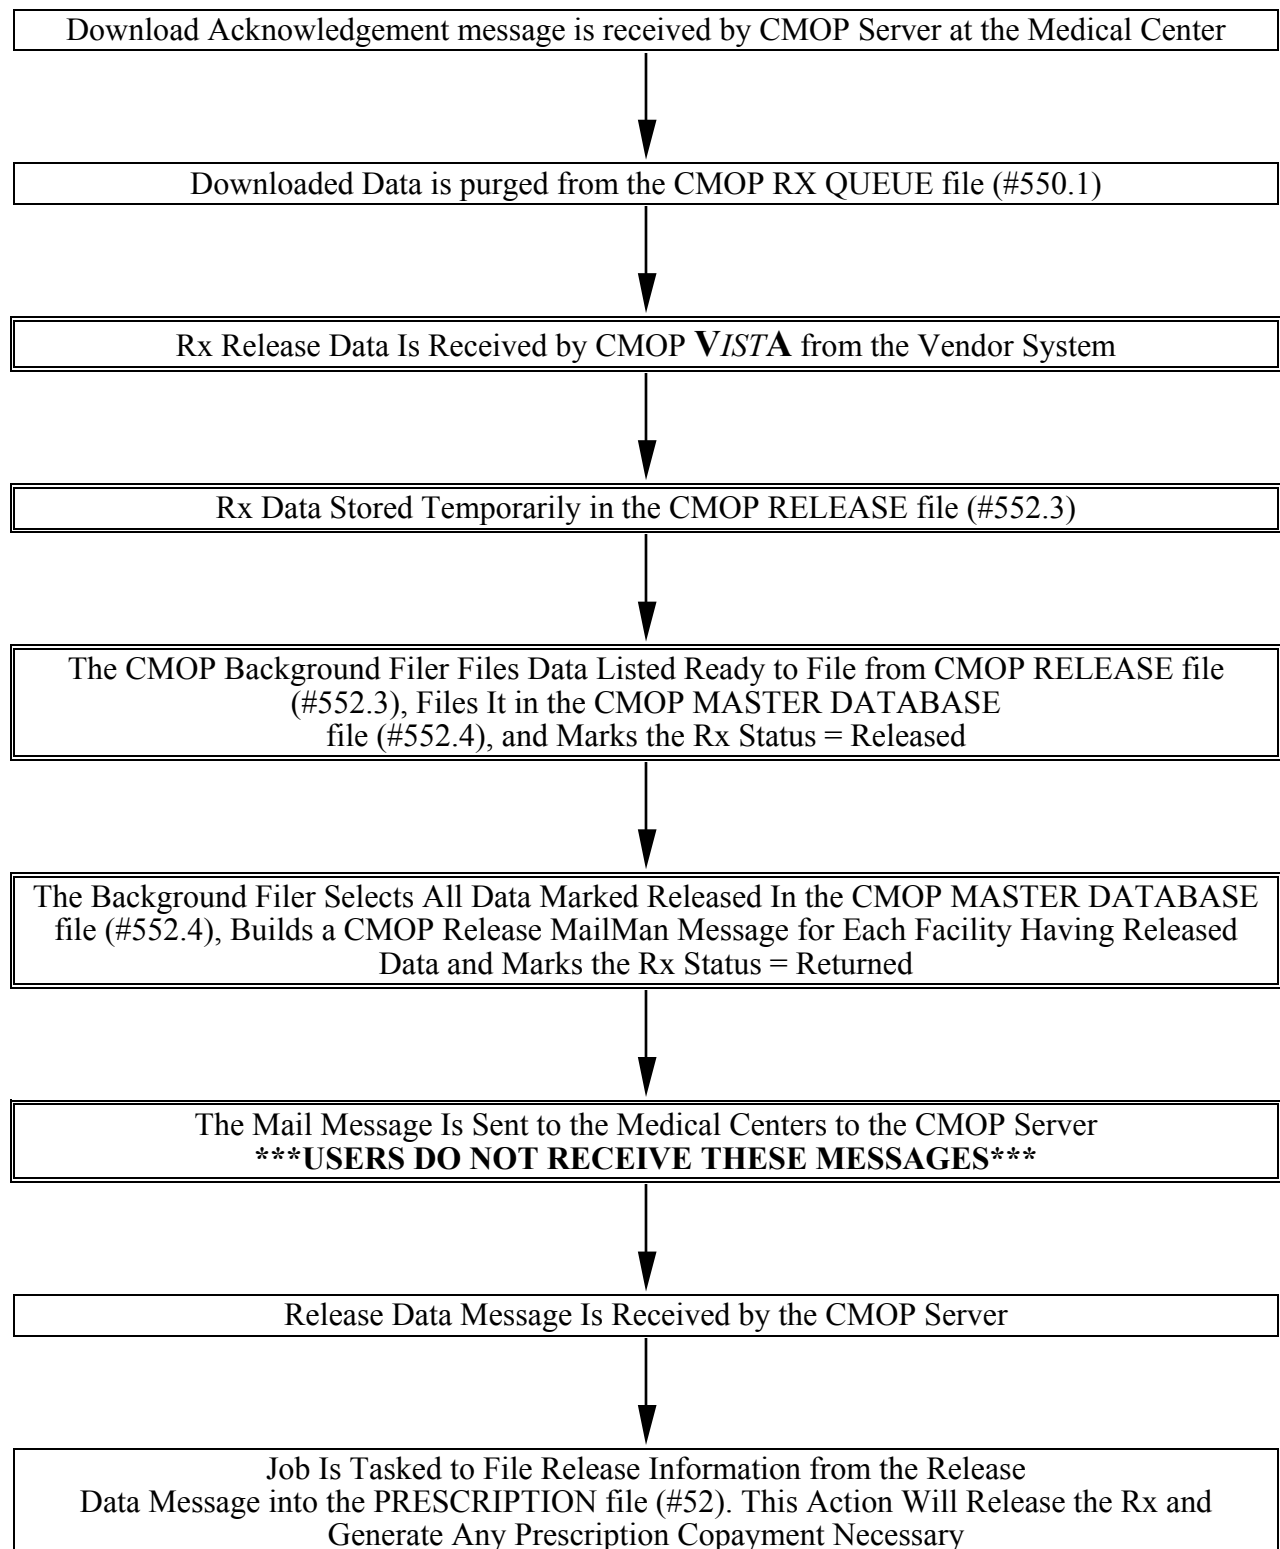 Download Acknowledgement message is received by CMOP Server at the Medical Center
Downloaded Data is purged from the CMOP RX QUEUE file (#550.1)
Rx Release Data Is Received by CMOP VISTA from the Vendor System
Rx Data Stored Temporarily in the CMOP RELEASE file (#552.3)
The CMOP Background Filer Files Data Listed Ready to File from CMOP RELEASE file
(#552.3), Files It in the CMOP MASTER DATABASE
file (#552.4), and Marks the Rx Status = Released
The Background Filer Selects All Data Marked Released In the CMOP MASTER DATABASE
file (#552.4), Builds a CMOP Release MailMan Message for Each Facility Having Released
Data and Marks the Rx Status = Returned
The Mail Message Is Sent to the Medical Centers to the CMOP Server
***USERS DO NOT RECEIVE THESE MESSAGES***
Release Data Message Is Received by the CMOP Server
Job Is Tasked to File Release Information from the Release
Data Message into the PRESCRIPTION file (#52). This Action Will Release the Rx and
Generate Any Prescription Copayment Necessary